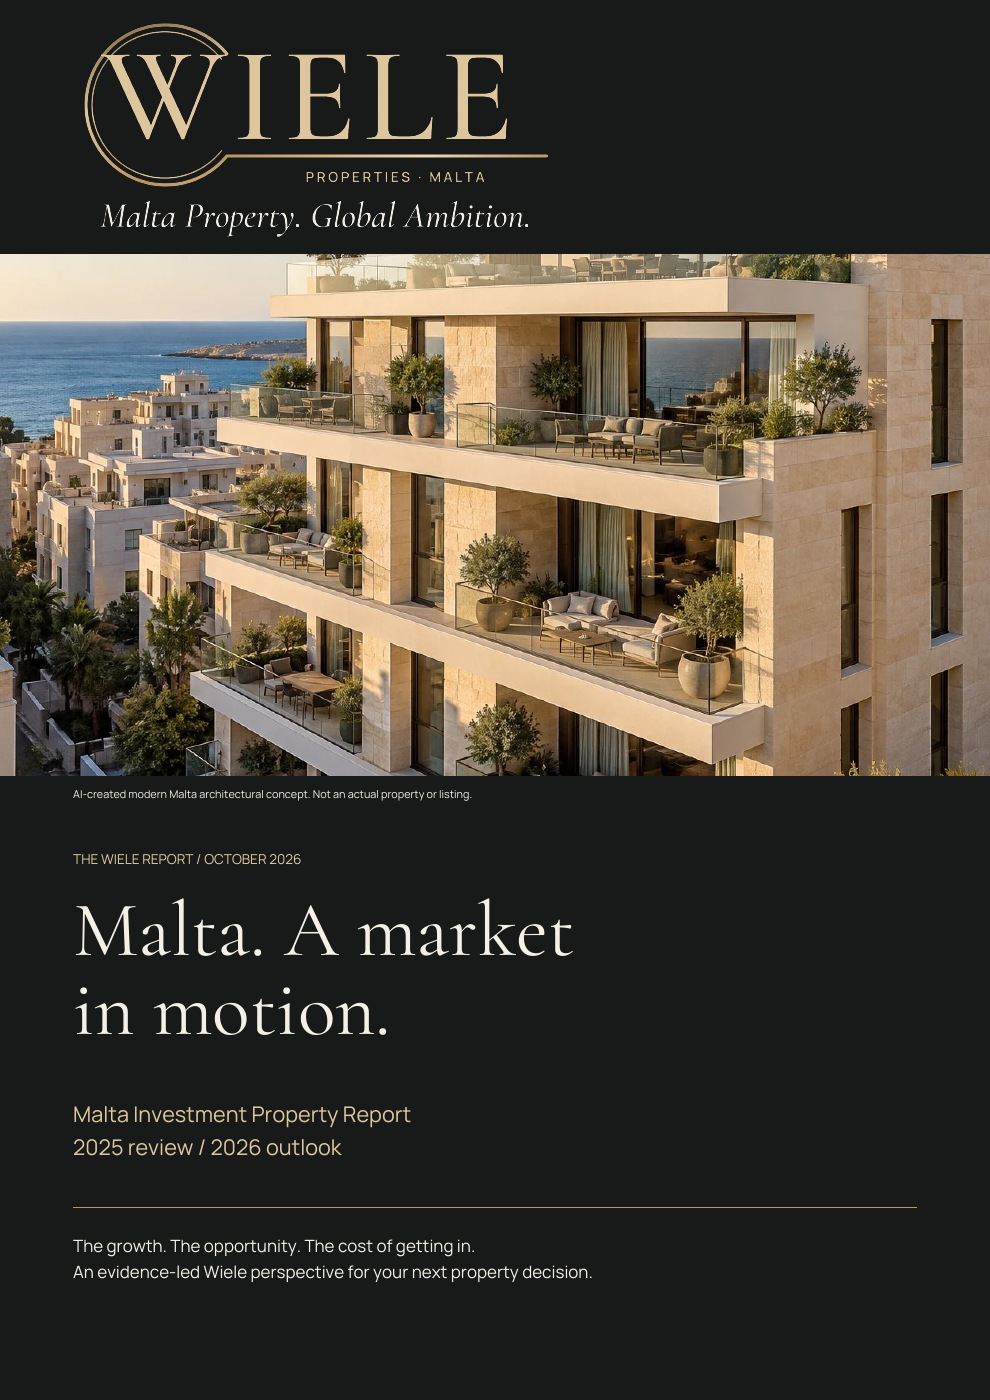 WIELE
PROPERTIES · MALTA
Malta Property. Global Ambition.
AI-created modern Malta architectural concept. Not an actual property or listing.
THE WIELE REPORT / OCTOBER 2026
Malta. A market
in motion.
Malta Investment Property Report
2025 review / 2026 outlook
The growth. The opportunity. The cost of getting in.
An evidence-led Wiele perspective for your next property decision.